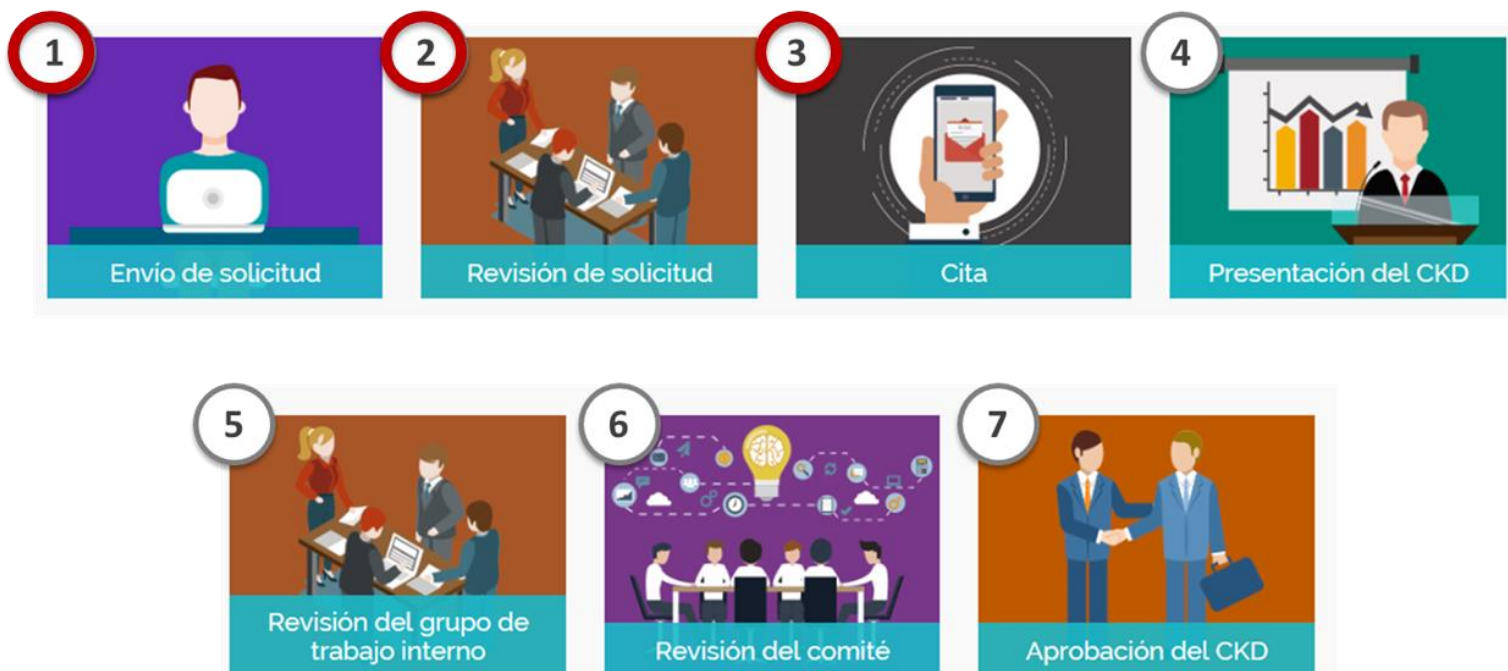 1
Envío de solicitud
2
Revisión de solicitud
3
Cita
4
Presentación del CKD
5
Revisión del grupo de
trabajo interno
6
Revisión del comité
7
Aprobación del CKD